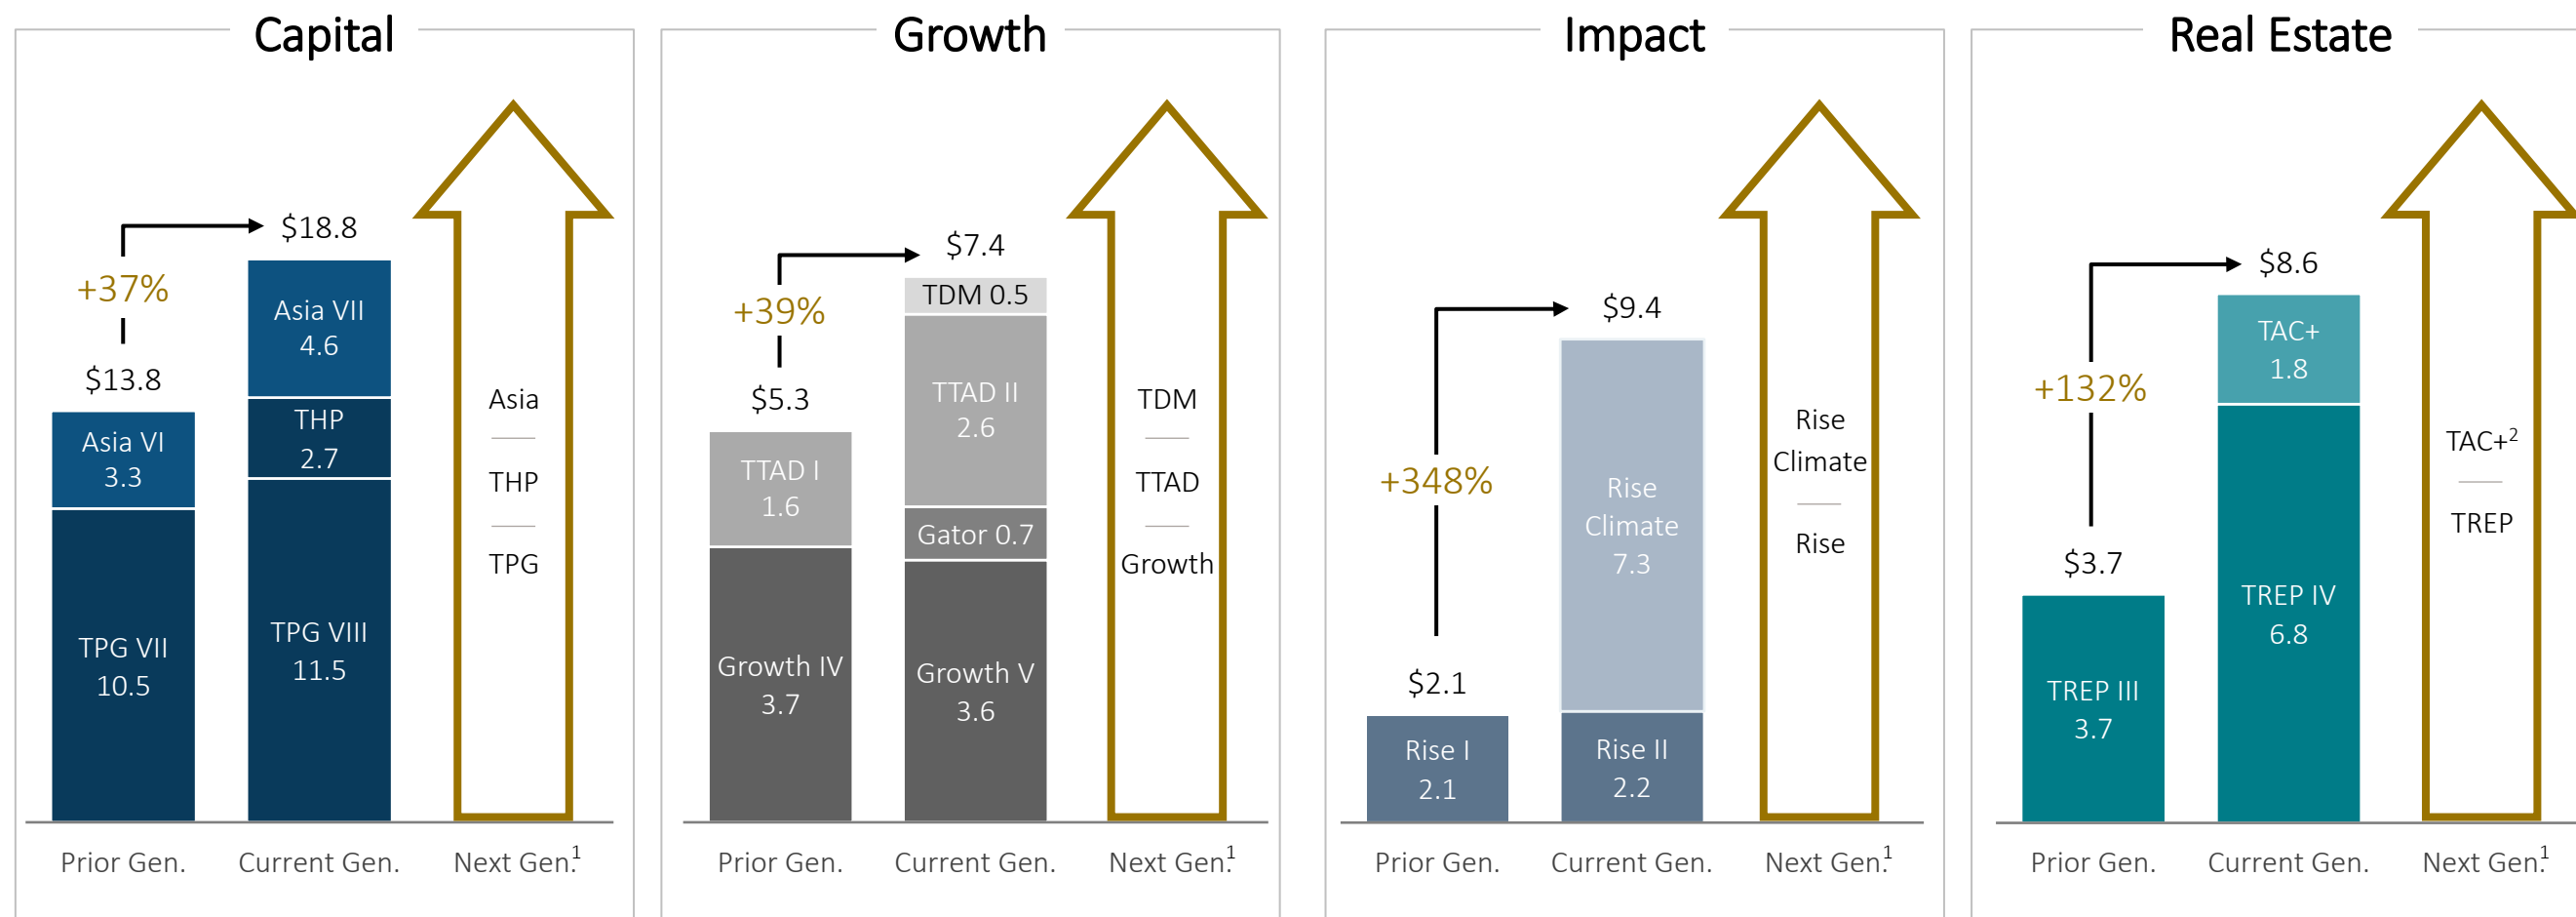 Capital
$18.8
+37%
Asia VII
4.6
$13.8
Asia VI
3.3
THP
2.7
TPG VII
10.5
TPG VIII
11.5
Asia
THP
TPG
Prior Gen.
Current Gen.
Next Gen.¹
Growth
$7.4
+39%
TDM 0.5
$5.3
TTAD II
2.6
TTAD I
1.6
Gator 0.7
Growth IV
3.7
Growth V
3.6
TDM
TTAD
Growth
Prior Gen.
Current Gen.
Next Gen.¹
Impact
$9.4
+348%
Rise
Climate
7.3
$2.1
Rise I
2.1
Rise II
2.2
Rise
Climate
Rise
Prior Gen.
Current Gen.
Next Gen.¹
Real Estate
$8.6
+132%
TAC+
1.8
$3.7
TREP III
3.7
TREP IV
6.8
TAC+²
TREP
Prior Gen.
Current Gen.
Next Gen.¹